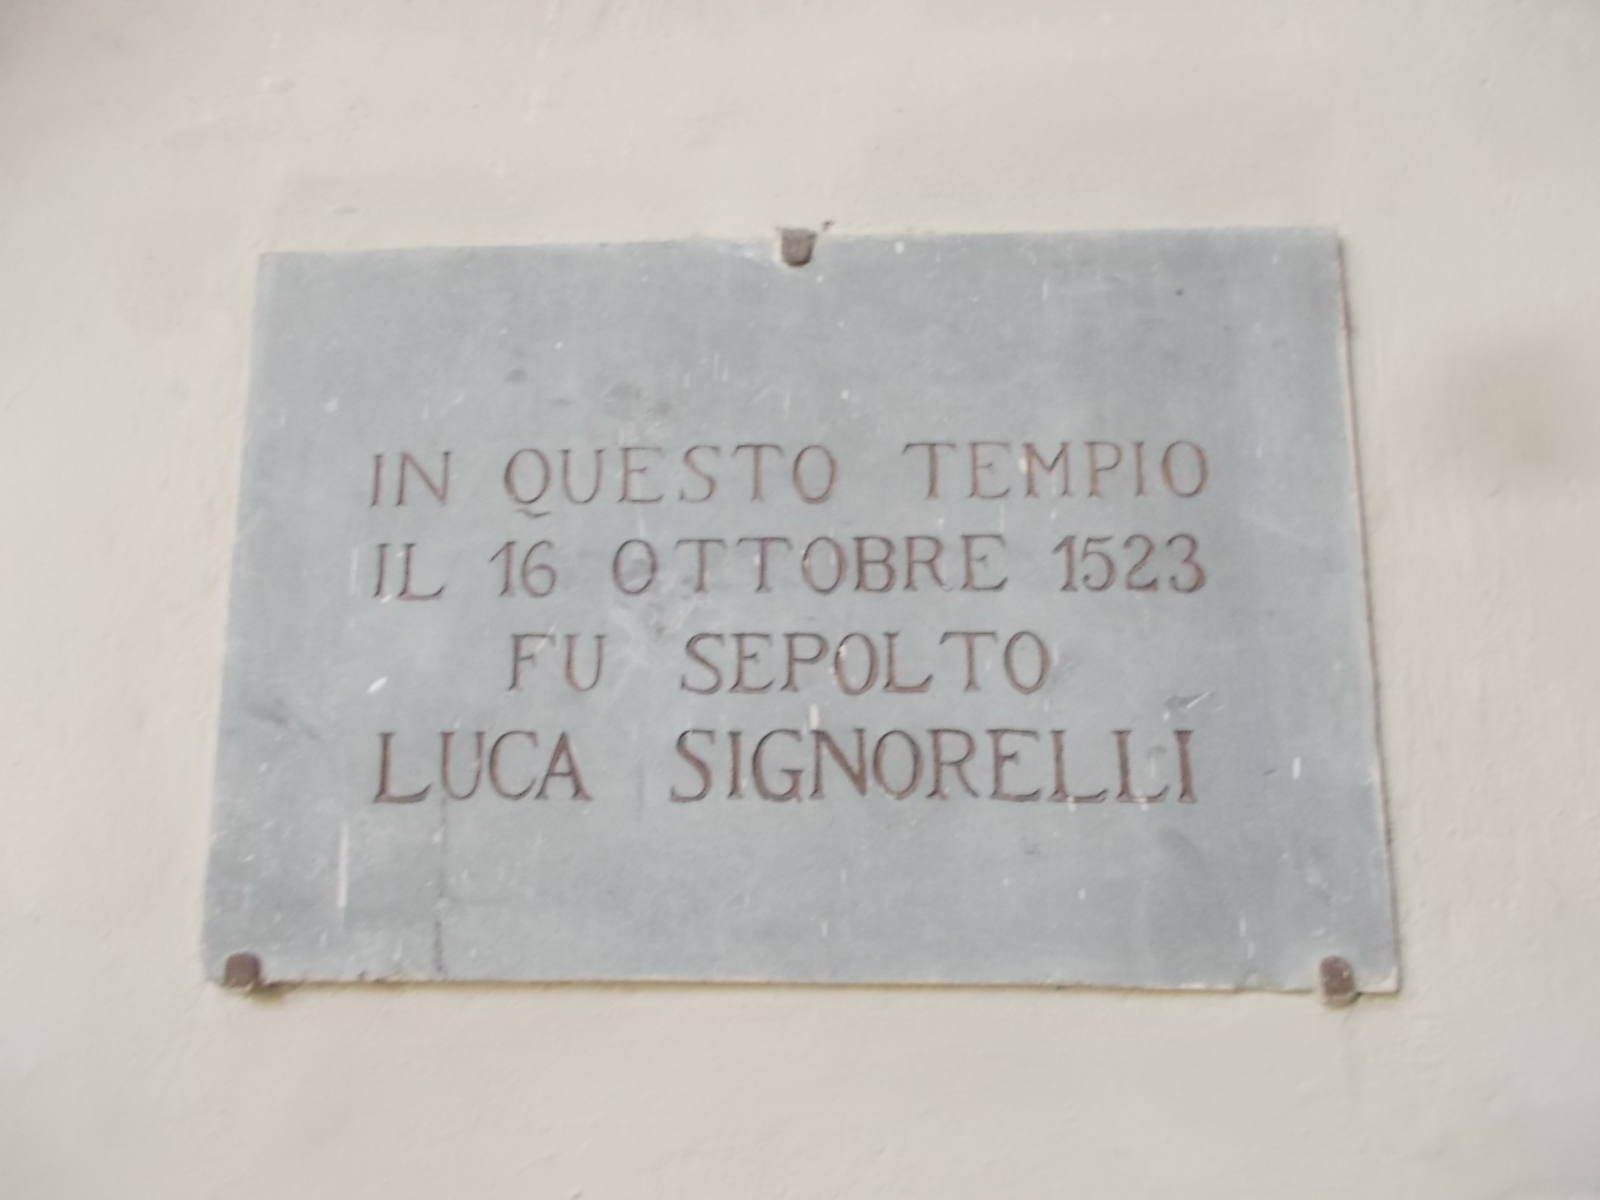 IN QUESTO TEMPIO
IL 16 OTTOBRE 1523
FU SEPOLTO
LUCA SIGNORELLI